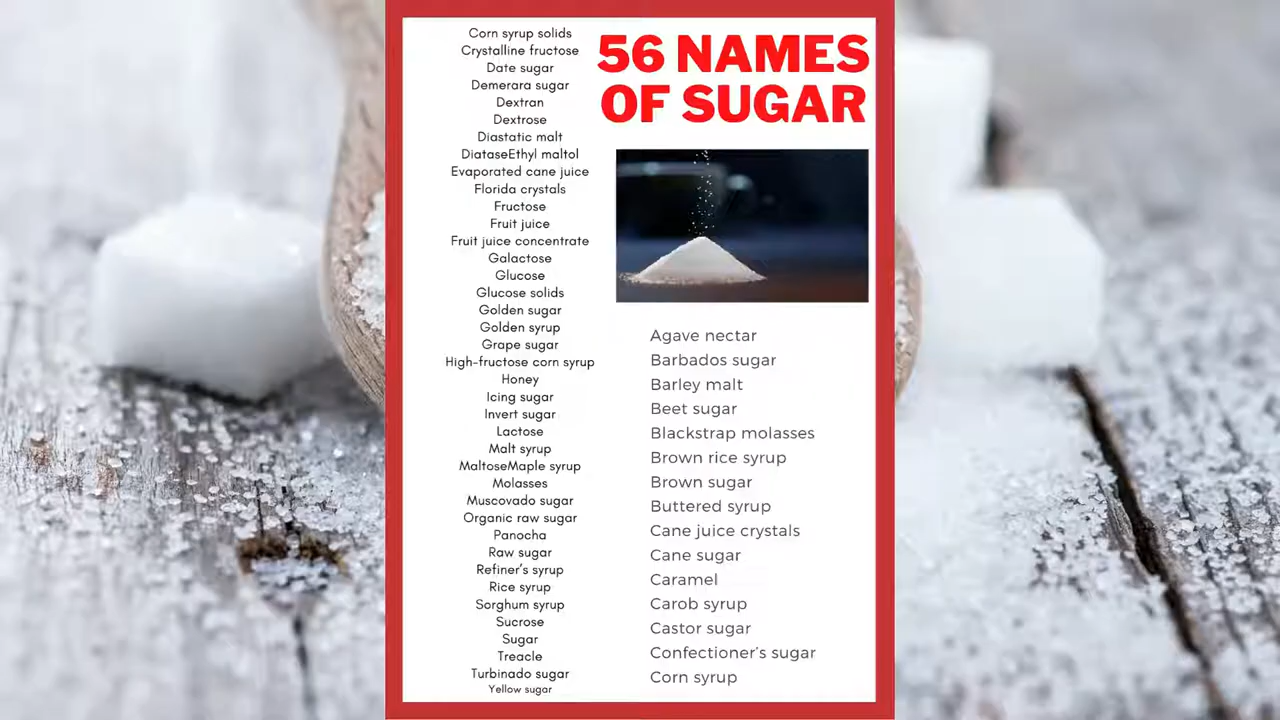 56 NAMES
OF SUGAR
Corn syrup solids
Crystalline fructose
Date sugar
Demerara sugar
Dextran
Dextrose
Diastatic malt
DiataseEthyl maltol
Evaporated cane juice
Florida crystals
Fructose
Fruit juice
Fruit juice concentrate
Galactose
Glucose
Glucose solids
Golden sugar
Golden syrup
Grape sugar
High-fructose corn syrup
Honey
Icing sugar
Invert sugar
Lactose
Malt syrup
MaltoseMaple syrup
Molasses
Muscovado sugar
Organic raw sugar
Panocha
Raw sugar
Refiner's syrup
Rice syrup
Sorghum syrup
Sucrose
Sugar
Treacle
Turbinado sugar
Yellow sugar
Agave nectar
Barbados sugar
Barley malt
Beet sugar
Blackstrap molasses
Brown rice syrup
Brown sugar
Buttered syrup
Cane juice crystals
Cane sugar
Caramel
Carob syrup
Castor sugar
Confectioner's sugar
Corn syrup